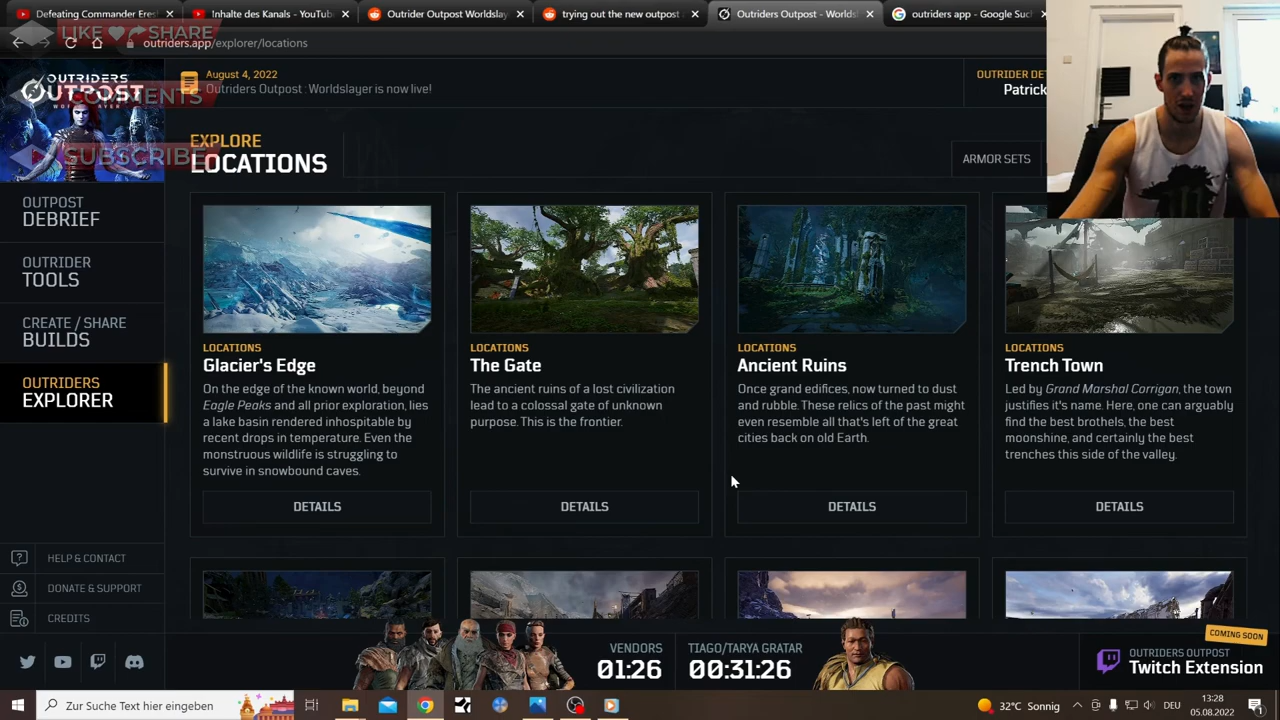 Defeating Commander Ere
Inhalte des Kanals - YouTub
Outrider Outpost Worldslay
trying out the new outpost
Outriders Outpost - Worlds
outriders app - Google Suc
LIKE SHARE
outriders.app/explorer/locations
OUTRIDERS
OUTPOST
COMMENTS
SUBSCRIBE
August 4, 2022
Outriders Outpost : Worldslayer is now live!
OUTRIDER DE
Patrick
EXPLORE
LOCATIONS
ARMOR SETS
OUTPOST
DEBRIEF
OUTRIDER
TOOLS
CREATE / SHARE
BUILDS
OUTRIDERS
EXPLORER
LOCATIONS
Glacier's Edge
On the edge of the known world, beyond
Eagle Peaks and all prior exploration, lies
a lake basin rendered inhospitable by
recent drops in temperature. Even the
monstrous wildlife is struggling to
survive in snowbound caves.
DETAILS
LOCATIONS
The Gate
The ancient ruins of a lost civilization
lead to a colossal gate of unknown
purpose. This is the frontier.
DETAILS
LOCATIONS
Ancient Ruins
Once grand edifices, now turned to dust
and rubble. These relics of the past might
even resemble all that's left of the great
cities back on old Earth.
DETAILS
LOCATIONS
Trench Town
Led by Grand Marshal Corrigan, the town
justifies it's name. Here, one can arguably
find the best brothels, the best
moonshine, and certainly the best
trenches this side of the valley.
DETAILS
HELP & CONTACT
DONATE & SUPPORT
CREDITS
VENDORS
01:26
TIAGO/TARYA GRATAR
00:31:26
COMING SOON
OUTRIDERS OUTPOST
Twitch Extension
Zur Suche Text hier eingeben
32°C Sonnig
DEU
13:28
05.08.2022
1